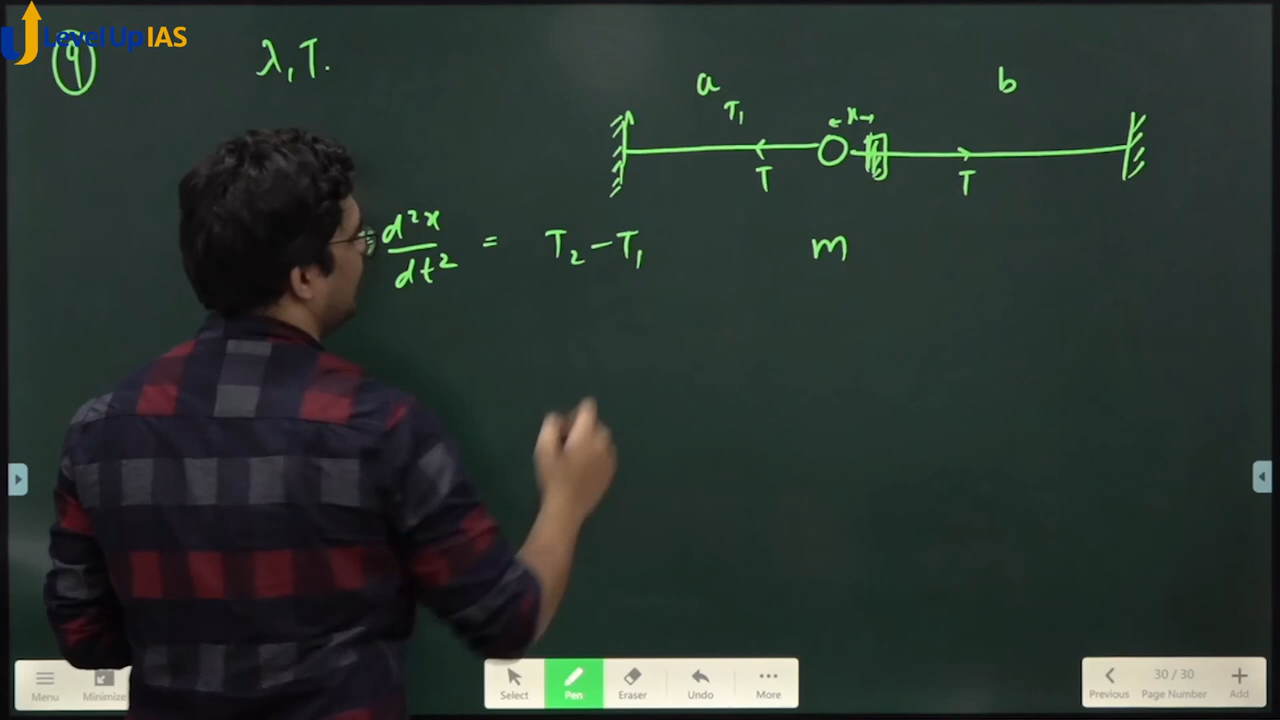 Level Up IAS
9
λ, T.
a
b
T₁
x
T
T
d²x/dt² = T₂ - T₁
m
Menu
Minimize
Select
Pen
Eraser
Undo
More
Previous
30 / 30
Page Number
Add